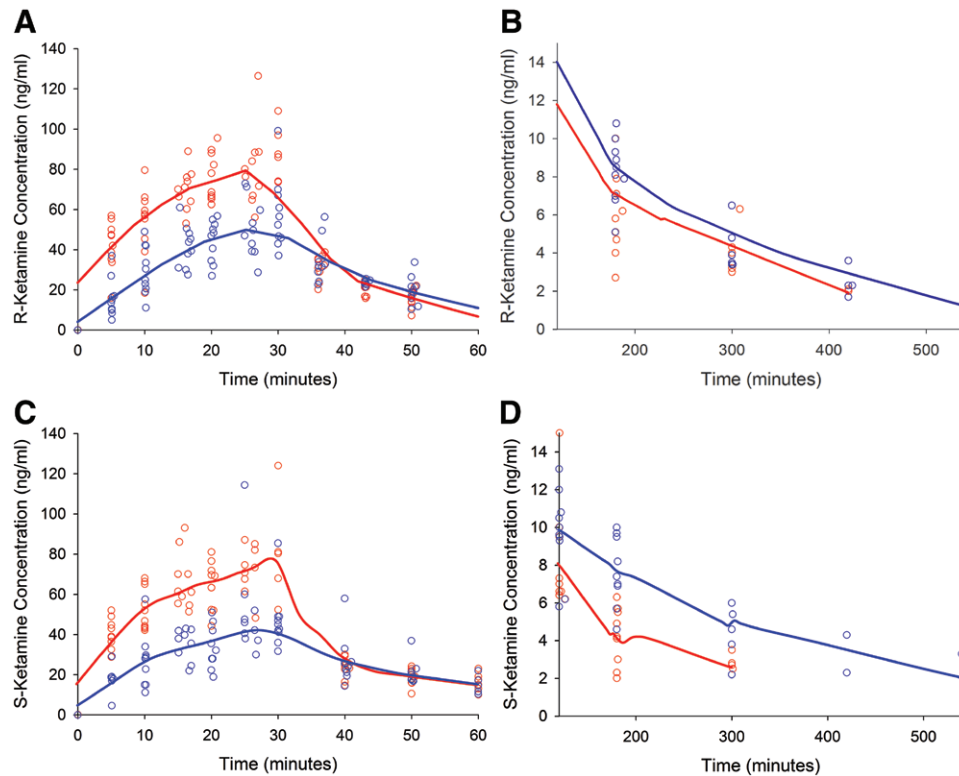 A
R-Ketamine Concentration (ng/ml)
140
120
100
80
60
40
20
0
0 10 20 30 40 50 60
Time (minutes)
B
R-Ketamine Concentration (ng/ml)
14
12
10
8
6
4
2
0
200 300 400 500
Time (minutes)
C
S-Ketamine Concentration (ng/ml)
140
120
100
80
60
40
20
0
0 10 20 30 40 50 60
Time (minutes)
D
S-Ketamine Concentration (ng/ml)
14
12
10
8
6
4
2
0
200 300 400 500
Time (minutes)